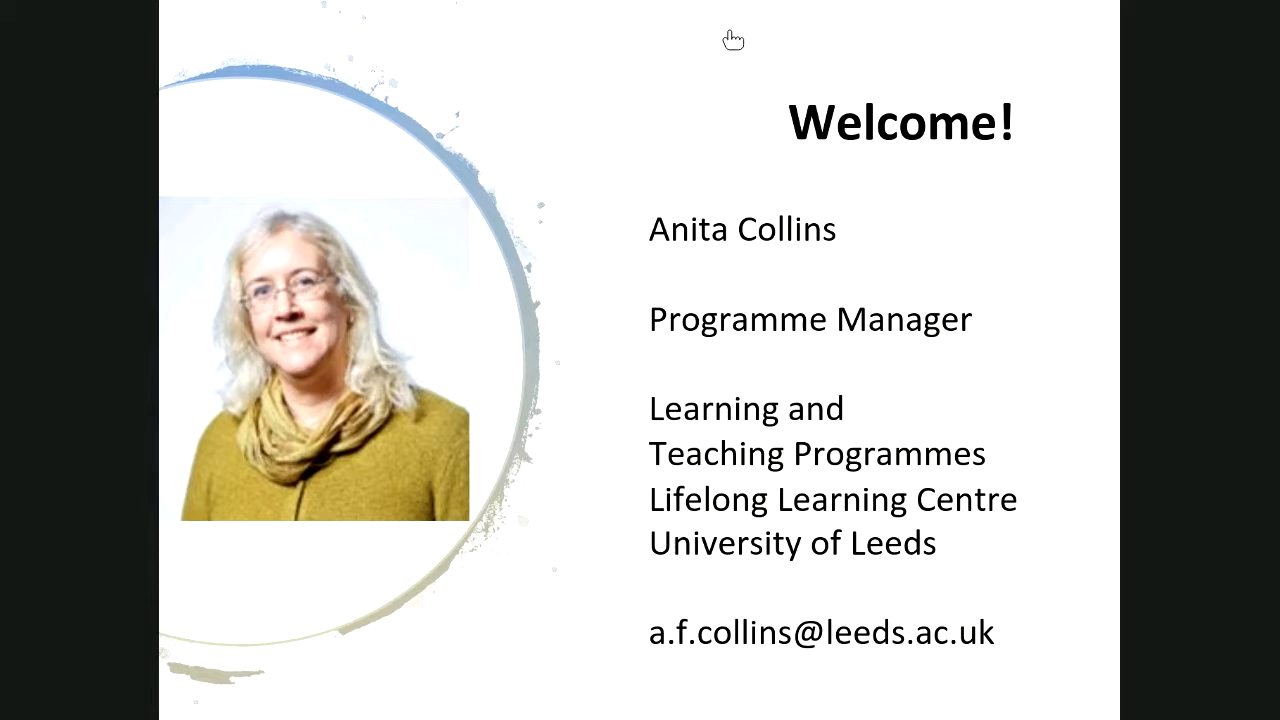 Welcome!
Anita Collins
Programme Manager
Learning and
Teaching Programmes
Lifelong Learning Centre
University of Leeds
a.f.collins@leeds.ac.uk